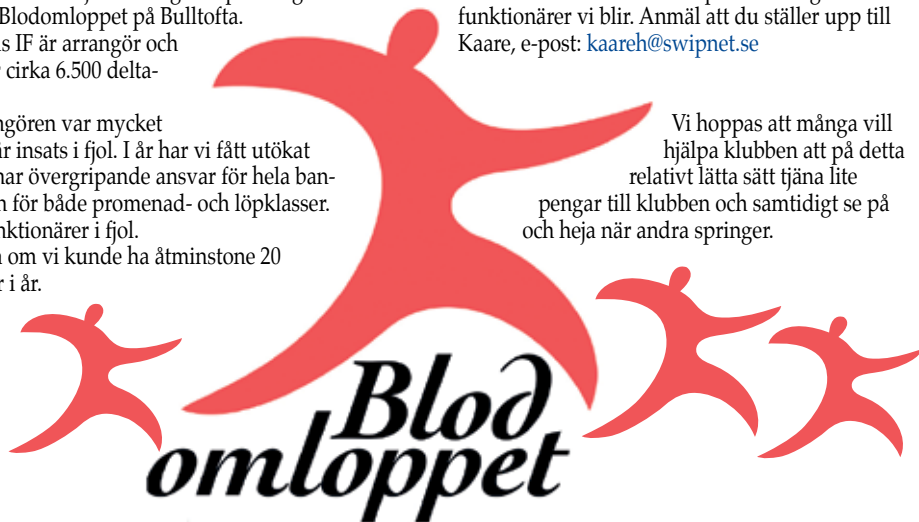 Blodomloppet på Bulltofta.
s IF är arrangör och
cirka 6.500 delta-
ngören var mycket
år insats i fjol. I år har vi fått utökat
har övergripande ansvar för hela ban-
n för både promenad- och löpklasser.
nktionärer i fjol.
om vi kunde ha åtminstone 20
r i år.
funktionärer vi blir. Anmäl att du ställer upp till
Kaare, e-post: kaareh@swipnet.se
Vi hoppas att många vill
hjälpa klubben att på detta
relativt lätta sätt tjäna lite
pengar till klubben och samtidigt se på
och heja när andra springer.
Blod
omloppet